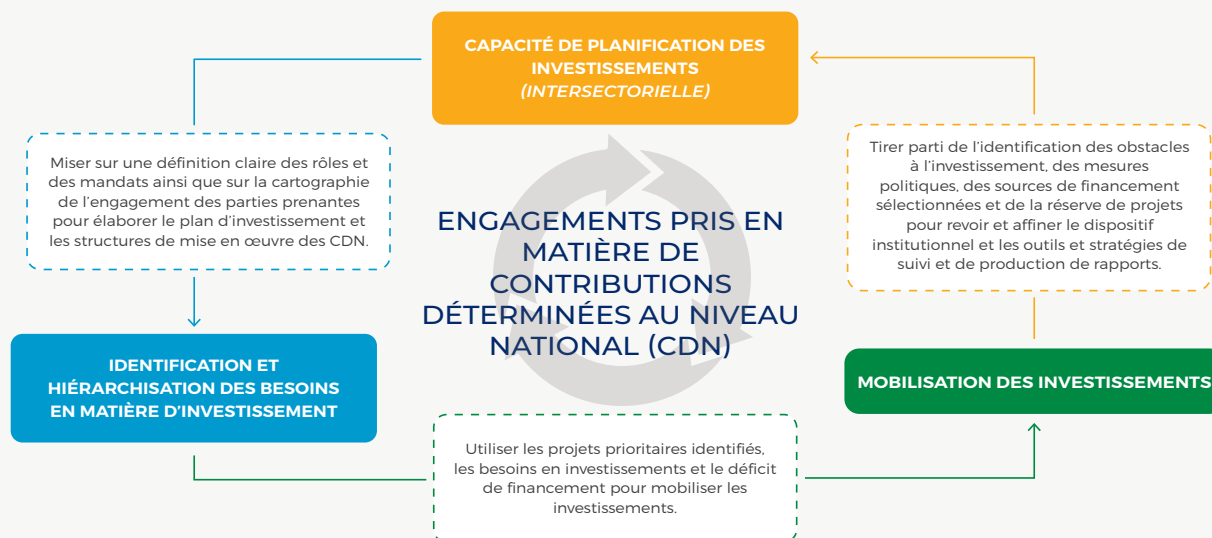 CAPACITÉ DE PLANIFICATION DES
INVESTISSEMENTS
(INTERSECTORIELLE)
Miser sur une définition claire des rôles et
des mandats ainsi que sur la cartographie
de l’engagement des parties prenantes
pour élaborer le plan d’investissement et
les structures de mise en œuvre des CDN.
Tirer parti de l’identification des obstacles
à l’investissement, des mesures
politiques, des sources de financement
sélectionnées et de la réserve de projets
pour revoir et affiner le dispositif
institutionnel et les outils et stratégies de
suivi et de production de rapports.
ENGAGEMENTS PRIS EN
MATIÈRE DE
CONTRIBUTIONS
DÉTERMINÉES AU NIVEAU
NATIONAL (CDN)
IDENTIFICATION ET
HIÉRARCHISATION DES BESOINS
EN MATIÈRE D’INVESTISSEMENT
MOBILISATION DES INVESTISSEMENTS
Utiliser les projets prioritaires identifiés,
les besoins en investissements et le déficit
de financement pour mobiliser les
investissements.